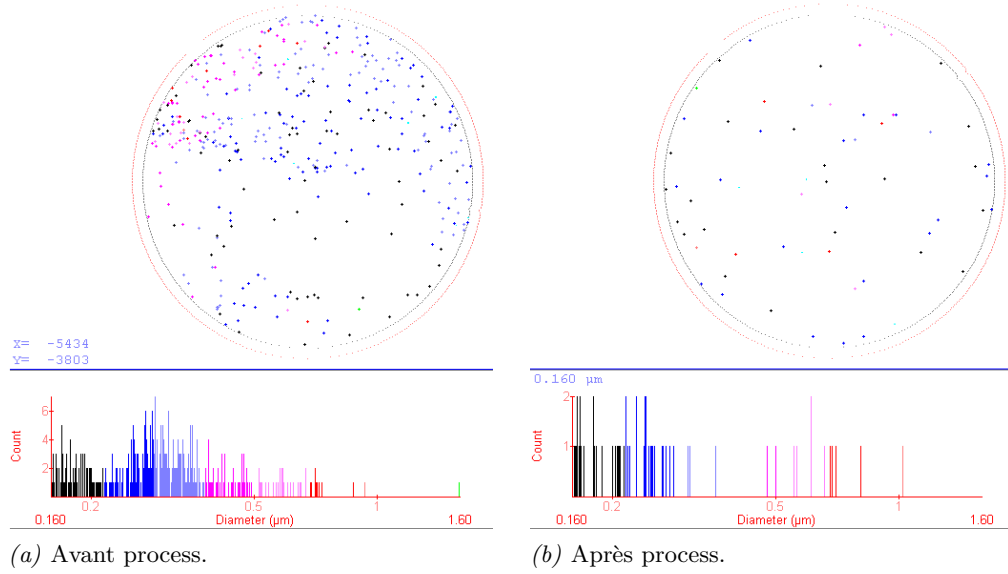 X= -5434
Y= -3803
Count
6
4
2
0.2
0.5
1
0.160
Diameter (µm)
1.60
(a) Avant process.
0.160 µm
Count
2
1
0.2
0.5
1
0.160
Diameter (µm)
1.60
(b) Après process.